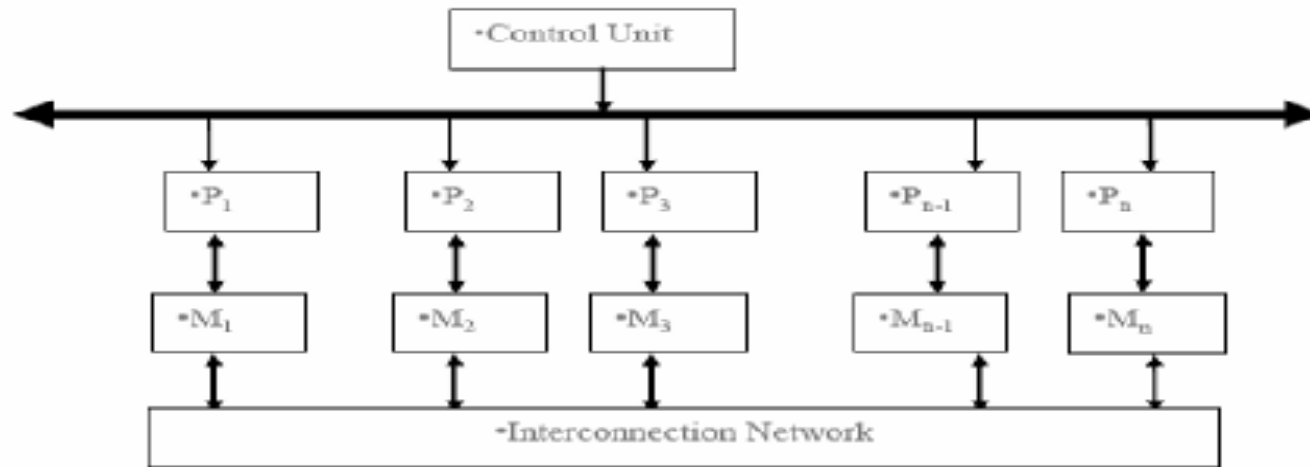 •Control Unit
•P₁ •P₂ •P₃ •Pₙ₋₁ •Pₙ
•M₁ •M₂ •M₃ •Mₙ₋₁ •Mₙ
•Interconnection Network